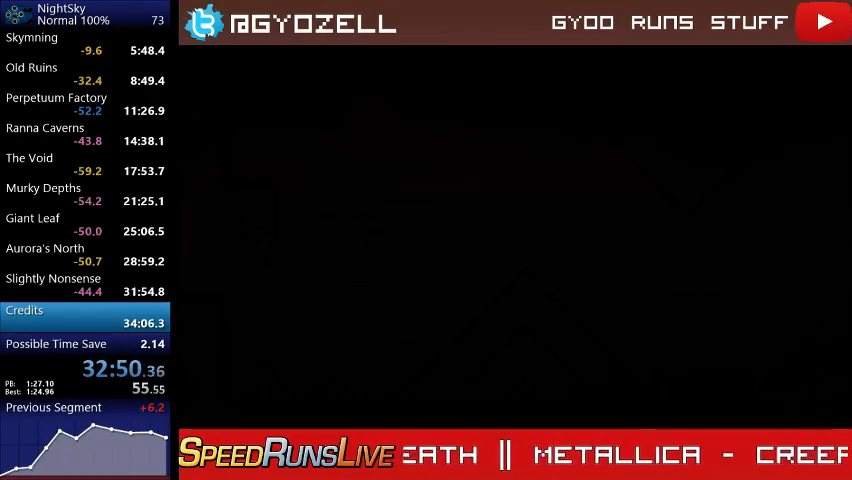 NightSky
Normal 100% 73
Skymning
-9.6 5:48.4
Old Ruins
-32.4 8:49.4
Perpetuum Factory
-52.2 11:26.9
Ranna Caverns
-43.8 14:38.1
The Void
-59.2 17:53.7
Murky Depths
-54.2 21:25.1
Giant Leaf
-50.0 25:06.5
Aurora's North
-50.7 28:59.2
Slightly Nonsense
-44.4 31:54.8
Credits
34:06.3
Possible Time Save 2.14
32:50.36
PB: 1:27.10
Best: 1:24.96
55.55
Previous Segment +6.2
@GYOZELL
GYOO RUNS STUFF
SPEEDRUNSLIVE
EATH || METALLICA - CREEP